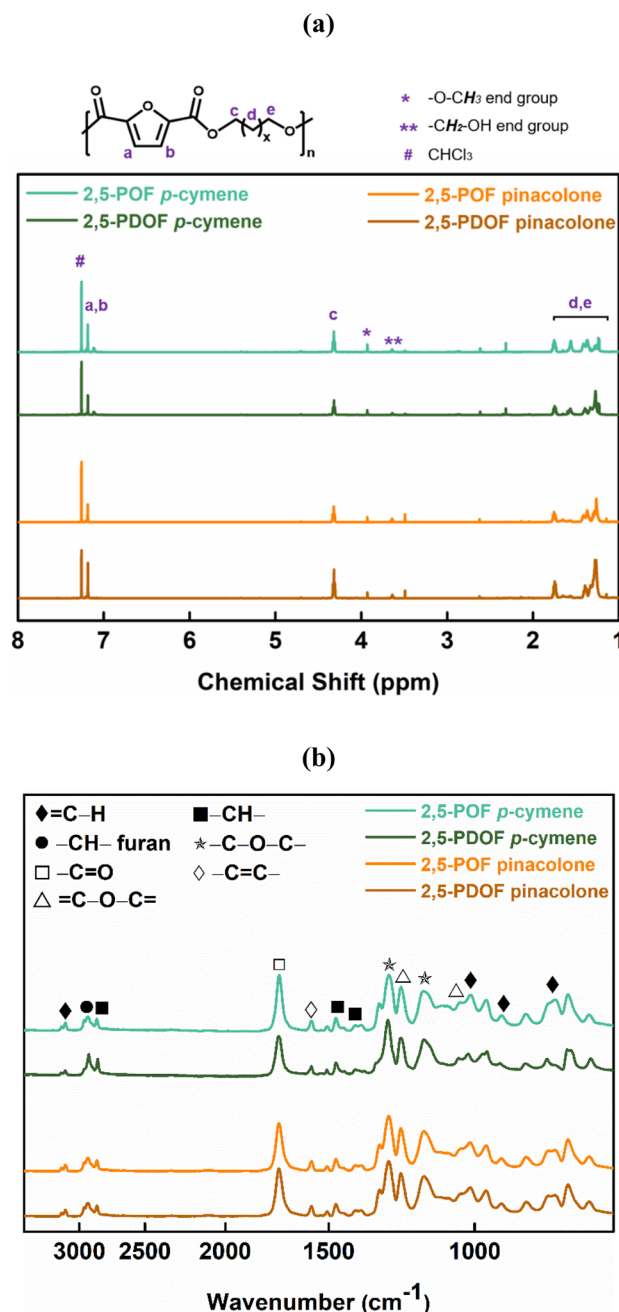 (a)
O
O
O
O
O
c
d
e
x
n
a
b
* -O-CH₃ end group
** -CH₂-OH end group
# CHCl₃
2,5-POF p-cymene
2,5-PDOF p-cymene
2,5-POF pinacolone
2,5-PDOF pinacolone
#
a,b
c
*
**
d,e
8 7 6 5 4 3 2 1
Chemical Shift (ppm)
(b)
=C–H
–CH– furan
–C=O
=C–O–C=
–CH–
–C–O–C–
–C=C–
2,5-POF p-cymene
2,5-PDOF p-cymene
2,5-POF pinacolone
2,5-PDOF pinacolone
3000 2500 2000 1500 1000
Wavenumber (cm⁻¹)